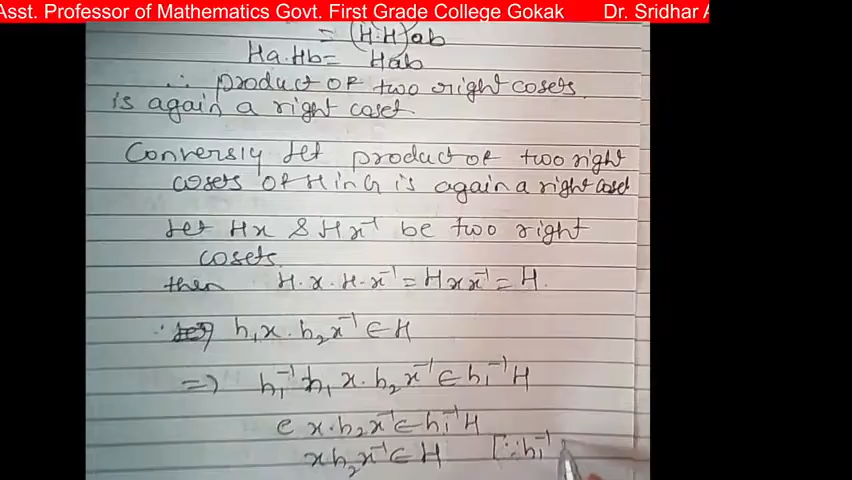 Asst. Professor of Mathematics Govt. First Grade College Gokak Dr. Sridhar A
= (H·H)ab
Ha.Hb= Hab
∴ product of two right cosets
is again a right coset
Conversly let product of two right
cosets of H in G is again a right coset
let Hx & Hx⁻¹ be two right
cosets.
then H·x·H·x⁻¹ = Hxx⁻¹ = H.
h₁x·h₂x⁻¹ ∈ H
=> h₁⁻¹h₁x·h₂x⁻¹ ∈ h₁⁻¹H
e x·h₂x⁻¹ ∈ h₁⁻¹H
xh₂x⁻¹ ∈ H [∵ h₁⁻¹